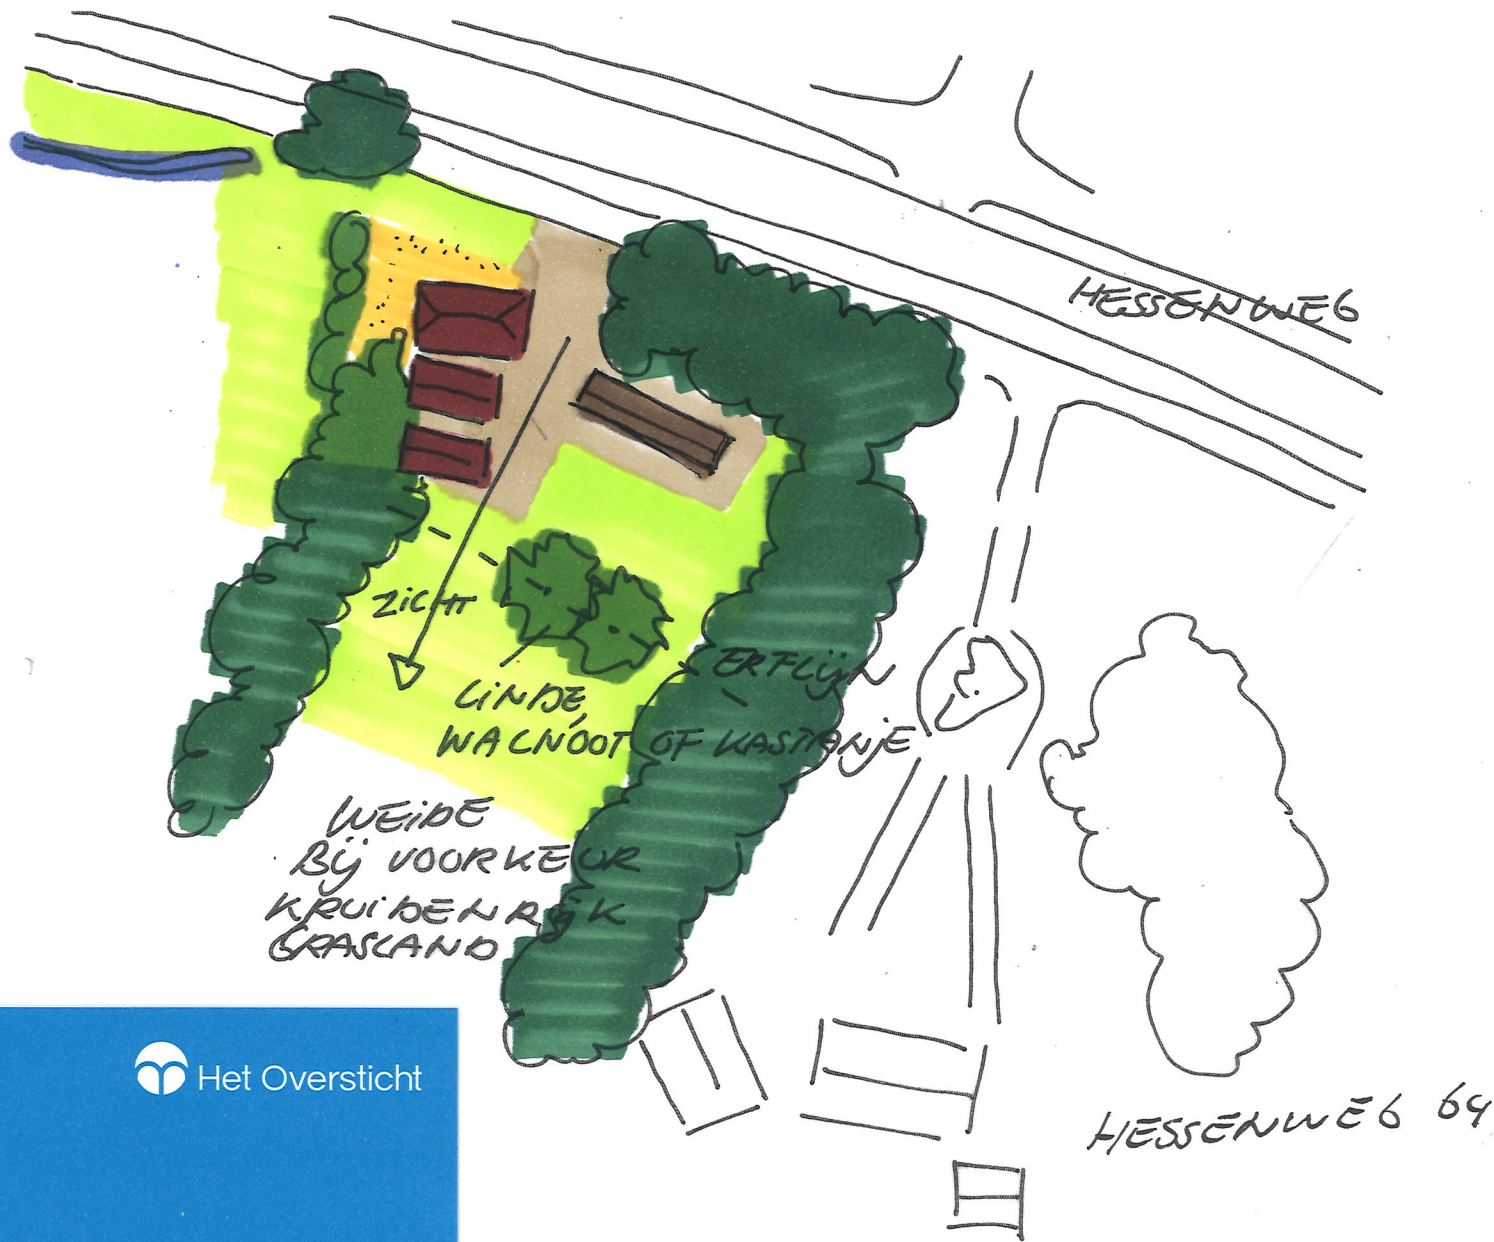 HESSENWEG
ZICHT
ERFLIJN
LINDE,
WALNOOT OF KASTANJE
WEIDE
BIJ VOORKEUR
KRUIDENRIJK
GRASLAND
Het Oversticht
HESSENWEG 64